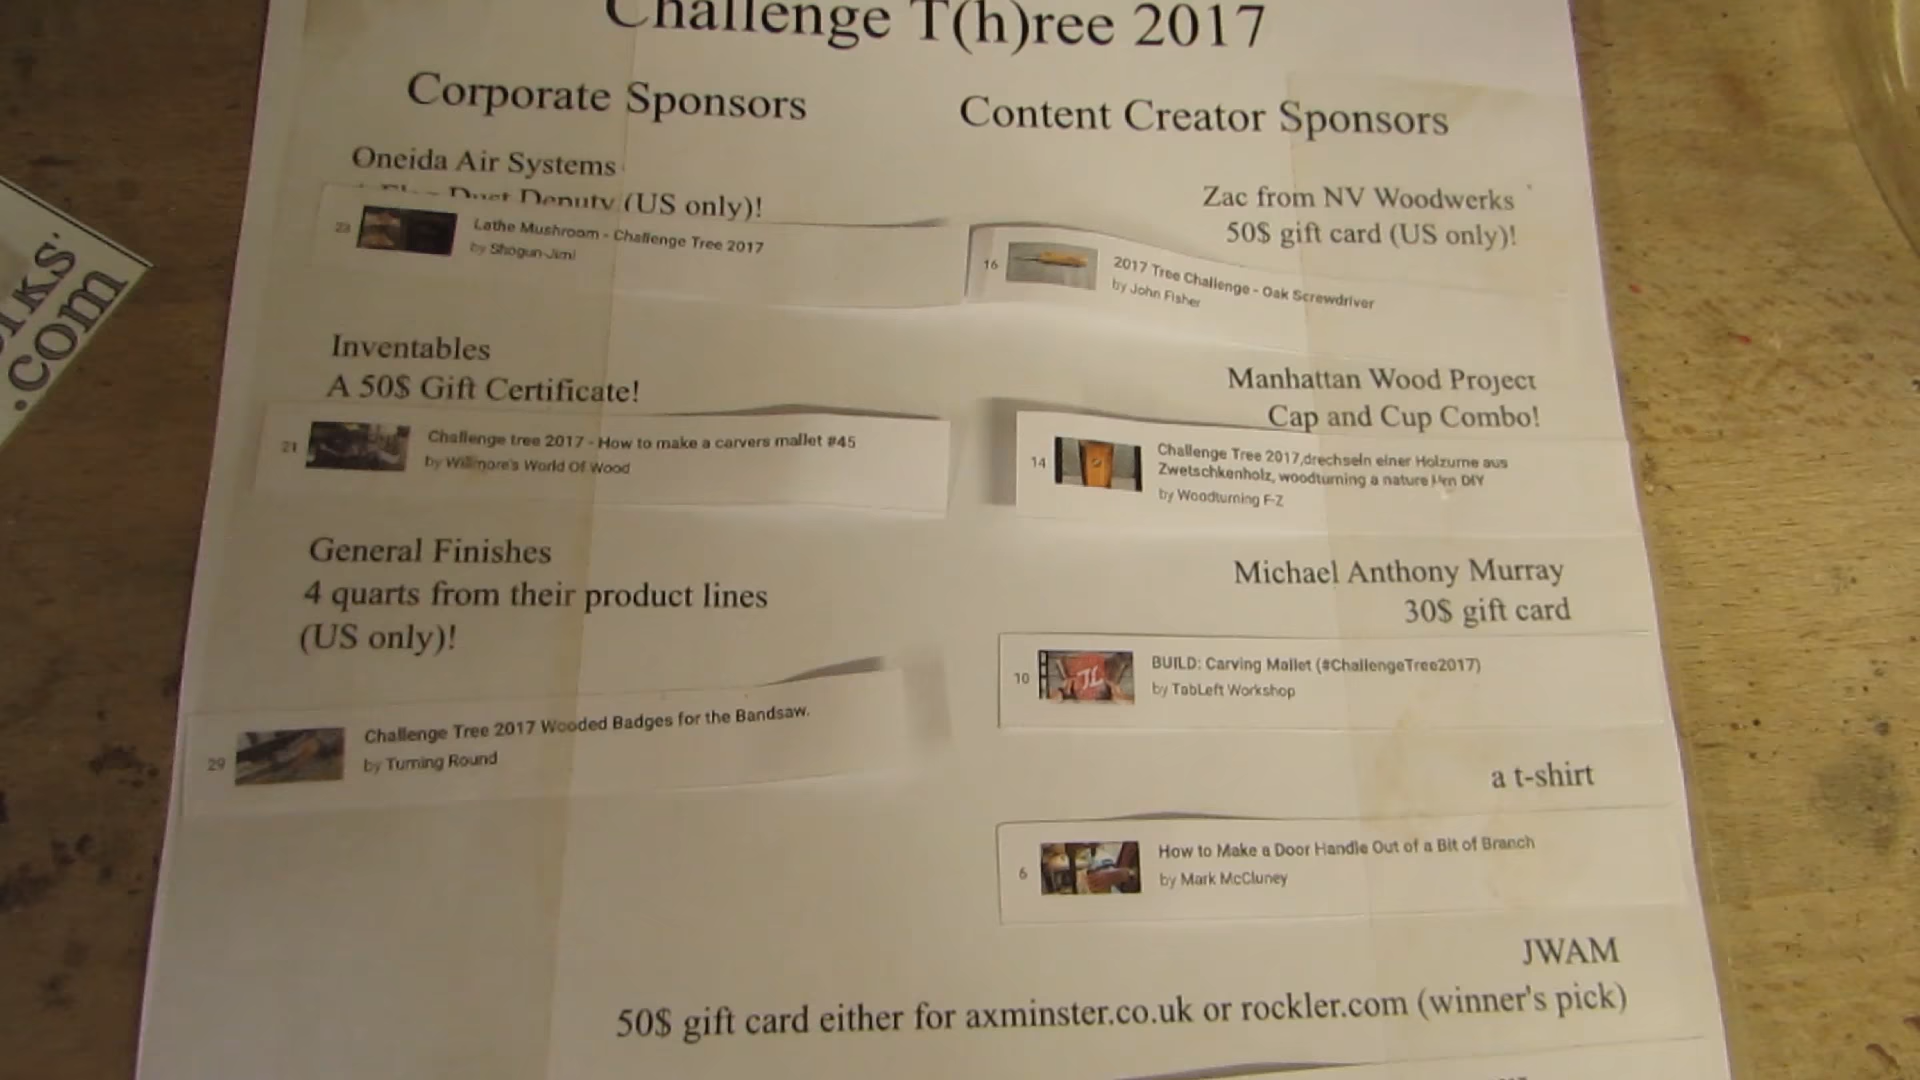 Challenge T(h)ree 2017
Corporate Sponsors
Oneida Air Systems
Dust Deputy (US only)!
23
Lathe Mushroom - Challenge Tree 2017
by Shogun Jimi
Inventables
A 50$ Gift Certificate!
21
Challenge tree 2017 - How to make a carvers mallet #45
by Willmore's World Of Wood
General Finishes
4 quarts from their product lines
(US only)!
29
Challenge Tree 2017 Wooded Badges for the Bandsaw.
by Turning Round
Content Creator Sponsors
Zac from NV Woodwerks
50$ gift card (US only)!
16
2017 Tree Challenge - Oak Screwdriver
by John Fisher
Manhattan Wood Project
Cap and Cup Combo!
14
Challenge Tree 2017,drechseln einer Holzurne aus
Zwetschkenholz, woodturning a nature Urn DIY
by Woodturning F-Z
Michael Anthony Murray
30$ gift card
10
BUILD: Carving Mallet (#ChallengeTree2017)
by TabLeft Workshop
a t-shirt
6
How to Make a Door Handle Out of a Bit of Branch
by Mark McCluney
JWAM
50$ gift card either for axminster.co.uk or rockler.com (winner's pick)
.com